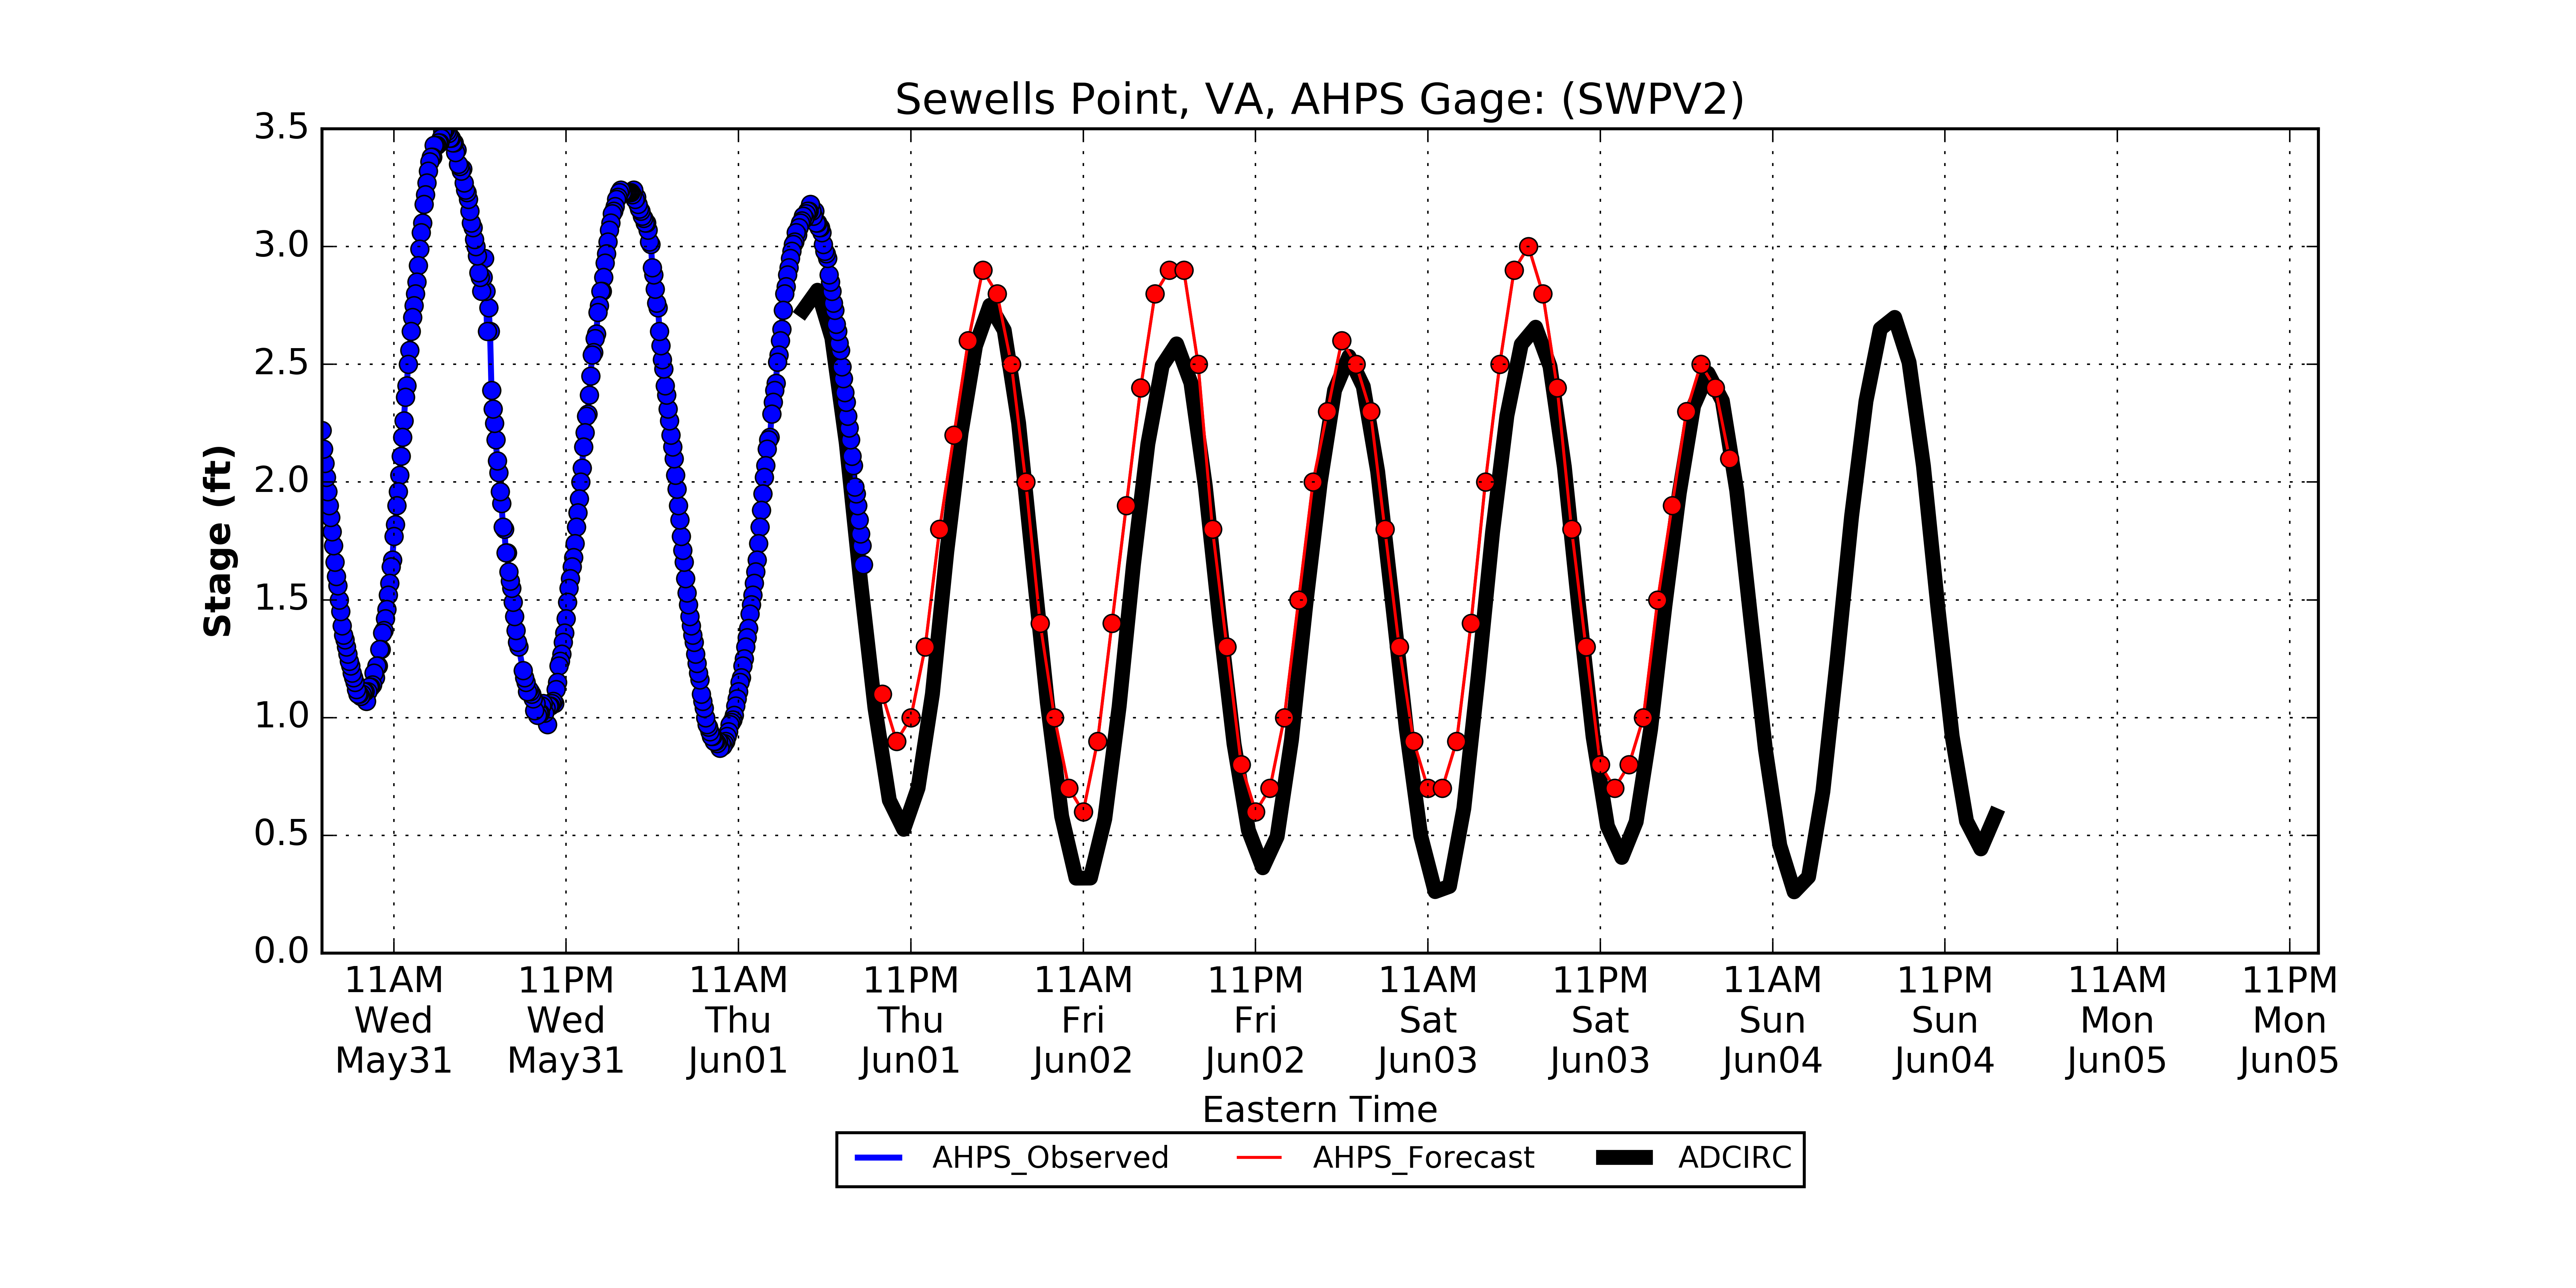 Sewells Point, VA, AHPS Gage: (SWPV2)
3.5
3.0
2.5
2.0
1.5
1.0
0.5
0.0
Stage (ft)
11AM 11PM 11AM 11PM 11AM 11PM 11AM 11PM 11AM 11PM 11AM 11PM
Wed Wed Thu Thu Fri Fri Sat Sat Sun Sun Mon Mon
May31 May31 Jun01 Jun01 Jun02 Jun02 Jun03 Jun03 Jun04 Jun04 Jun05 Jun05
Eastern Time
AHPS_Observed AHPS_Forecast ADCIRC